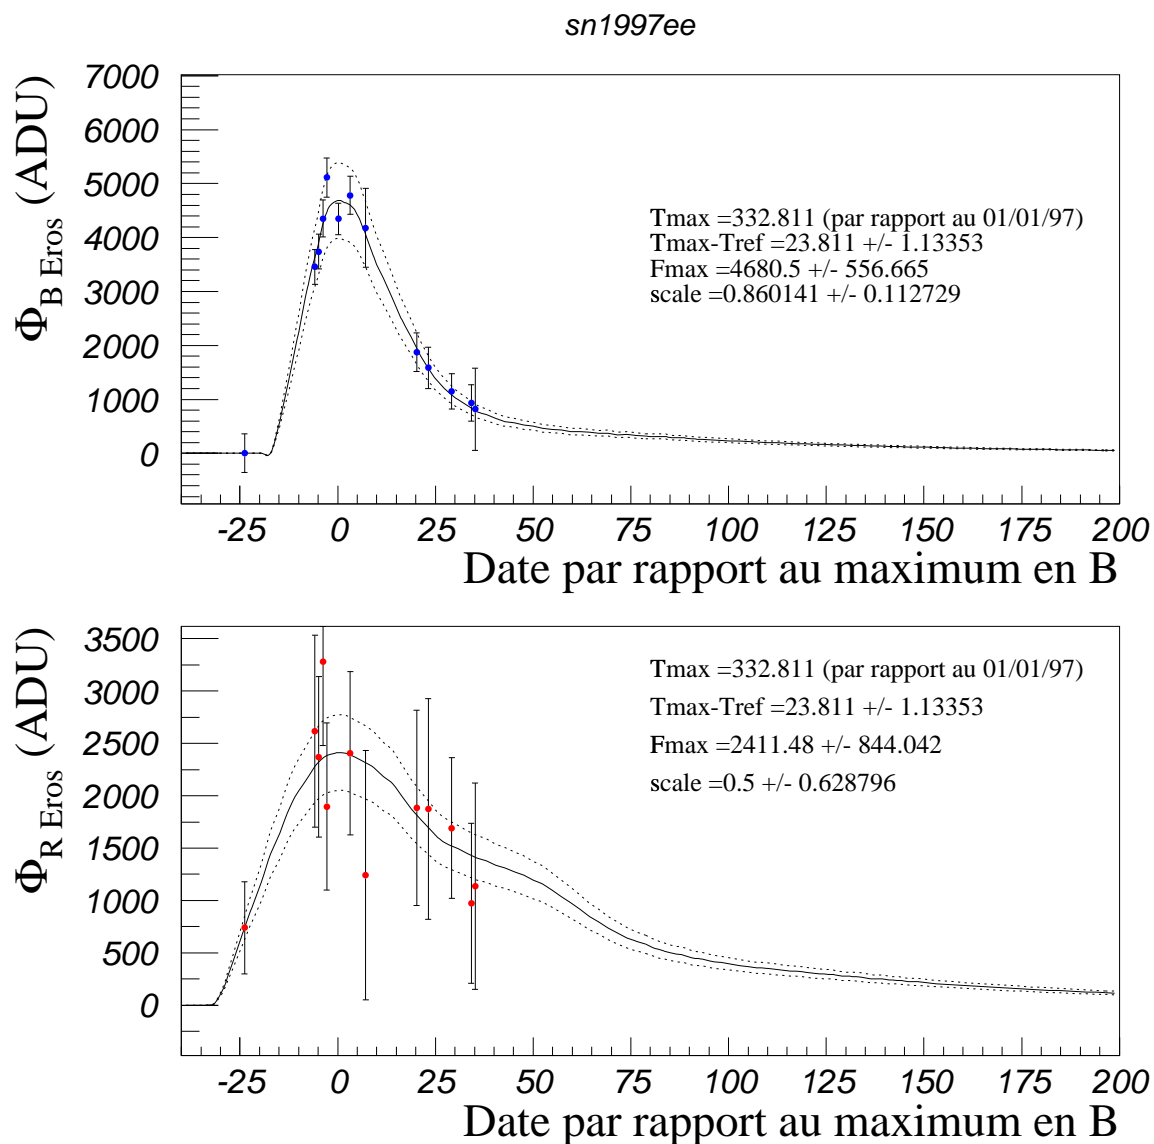 sn1997ee
Φ B Eros (ADU)
7000
6000
5000
4000
3000
2000
1000
0
Tmax =332.811 (par rapport au 01/01/97)
Tmax-Tref =23.811 +/- 1.13353
Fmax =4680.5 +/- 556.665
scale =0.860141 +/- 0.112729
-25 0 25 50 75 100 125 150 175 200
Date par rapport au maximum en B
Φ R Eros (ADU)
3500
3000
2500
2000
1500
1000
500
0
Tmax =332.811 (par rapport au 01/01/97)
Tmax-Tref =23.811 +/- 1.13353
Fmax =2411.48 +/- 844.042
scale =0.5 +/- 0.628796
-25 0 25 50 75 100 125 150 175 200
Date par rapport au maximum en B